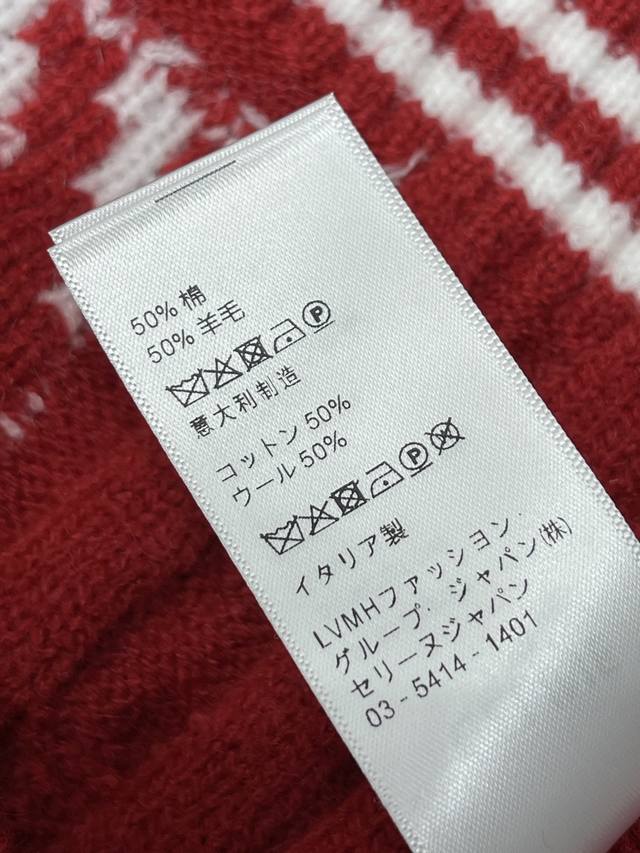 50% 棉
50% 羊毛
意大利制造
コットン 50%
ウール 50%
イタリア製
LVMHファッション.
グループ. ジャパン(株)
セリーヌジャパン
03 - 5414 - 1401